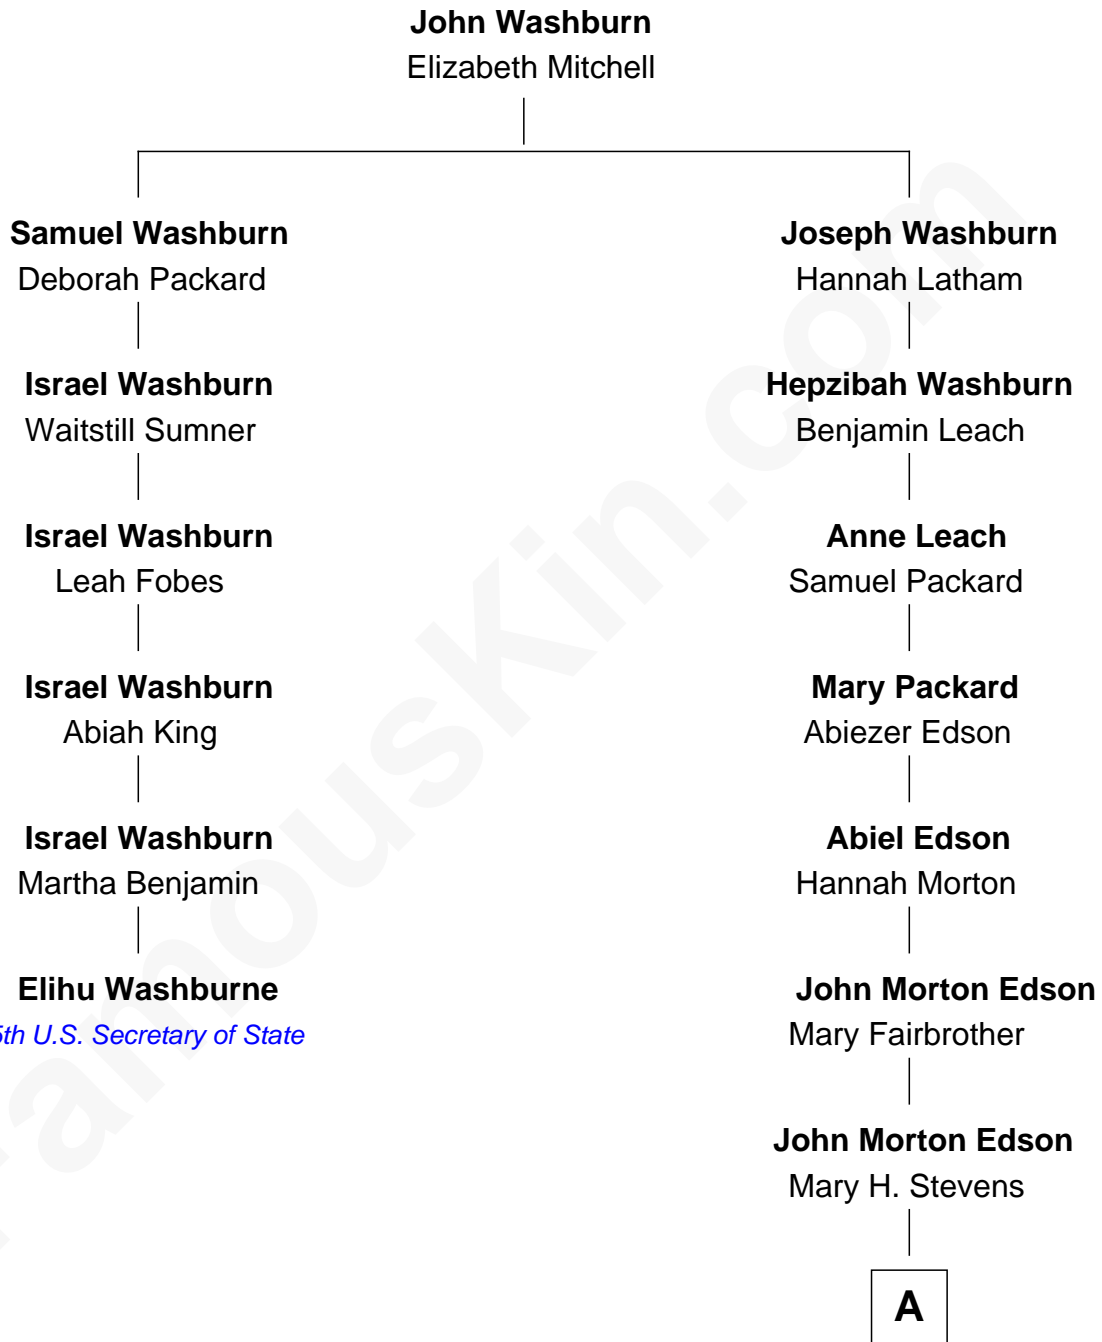 John Washburn
Elizabeth Mitchell
Samuel Washburn
Deborah Packard
Israel Washburn
Waitstill Sumner
Israel Washburn
Leah Fobes
Israel Washburn
Abiah King
Israel Washburn
Martha Benjamin
Elihu Washburne
5th U.S. Secretary of State
Joseph Washburn
Hannah Latham
Hepzibah Washburn
Benjamin Leach
Anne Leach
Samuel Packard
Mary Packard
Abiezer Edson
Abiel Edson
Hannah Morton
John Morton Edson
Mary Fairbrother
John Morton Edson
Mary H. Stevens
A
FamousKin.com